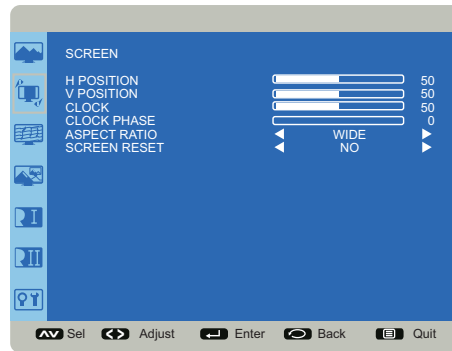 SCREEN
H POSITION 50
V POSITION 50
CLOCK 50
CLOCK PHASE 0
ASPECT RATIO WIDE
SCREEN RESET NO
I
II
Sel Adjust Enter Back Quit